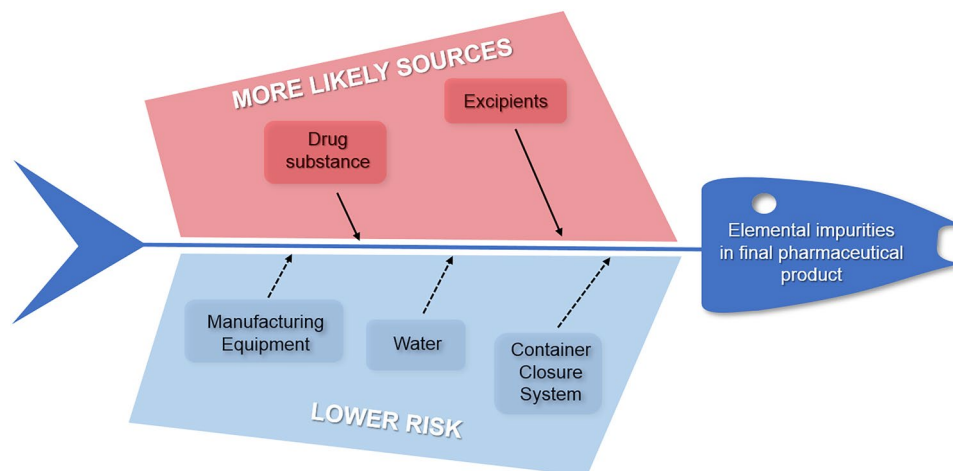 MORE LIKELY SOURCES
Excipients
Drug
substance
Elemental impurities
in final pharmaceutical
product
Manufacturing
Equipment
Water
Container
Closure
System
LOWER RISK